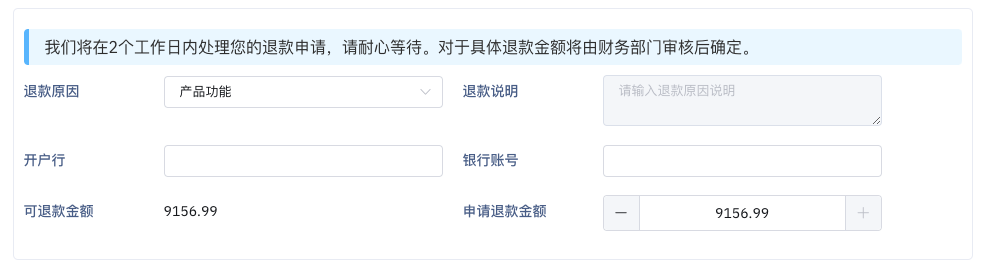 我们将在2个工作日内处理您的退款申请，请耐心等待。对于具体退款金额将由财务部门审核后确定。
退款原因 产品功能 退款说明 请输入退款原因说明
开户行 银行账号
可退款金额 9156.99 申请退款金额 − 9156.99 +